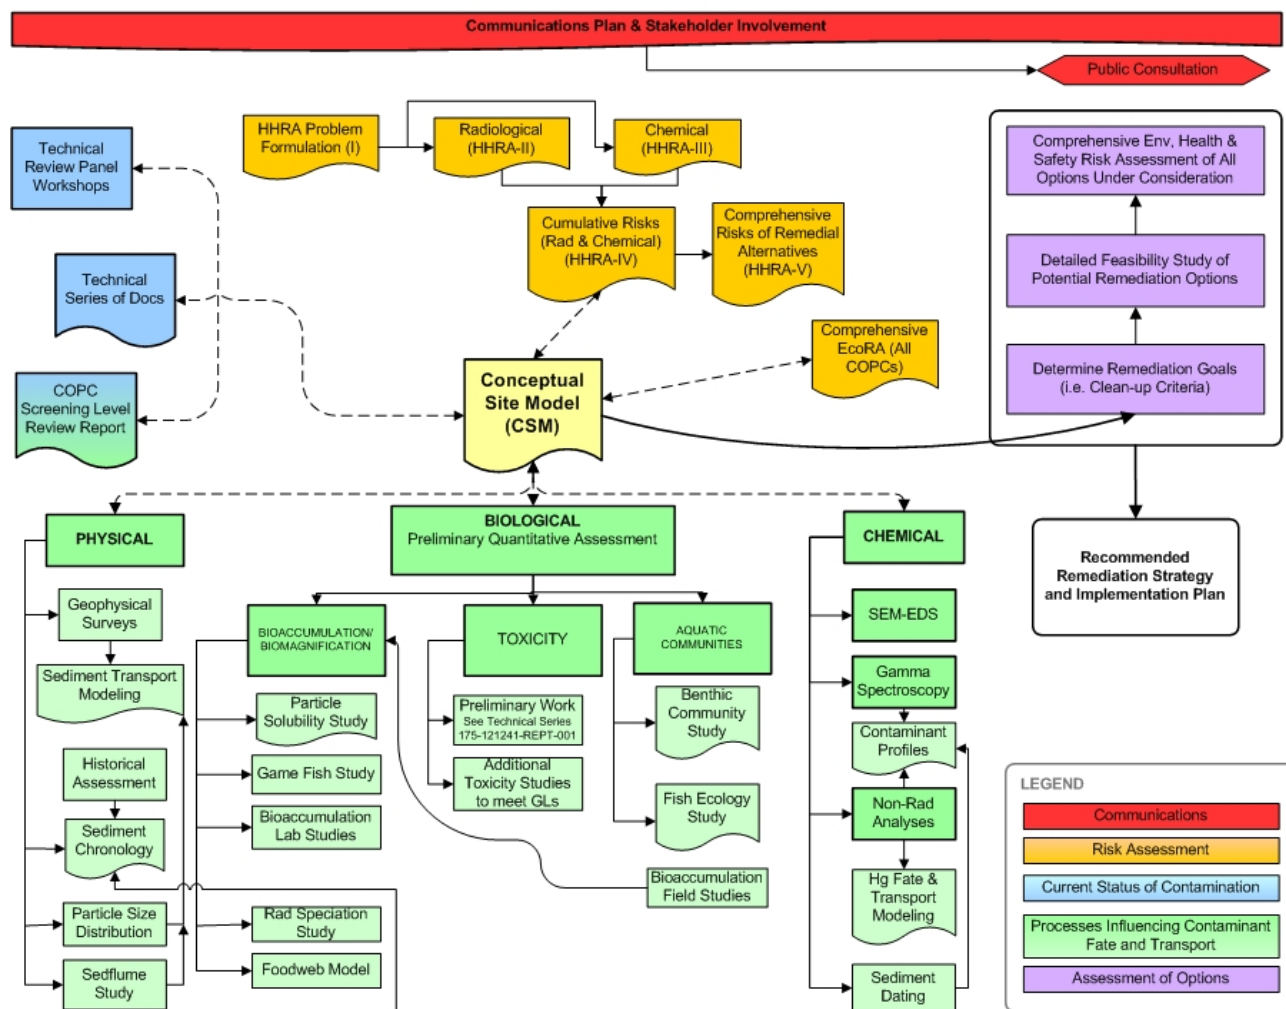 Communications Plan & Stakeholder Involvement
Public Consultation
Technical
Review Panel
Workshops
HHRA Problem
Formulation (I)
Radiological
(HHRA-II)
Chemical
(HHRA-III)
Comprehensive Env, Health &
Safety Risk Assessment of All
Options Under Consideration
Cumulative Risks
(Rad & Chemical)
(HHRA-IV)
Comprehensive
Risks of Remedial
Alternatives
(HHRA-V)
Detailed Feasibility Study of
Potential Remediation Options
Technical
Series of Docs
Comprehensive
EcoRA (All
COPCs)
Determine Remediation Goals
(i.e. Clean-up Criteria)
COPC
Screening Level
Review Report
Conceptual
Site Model
(CSM)
PHYSICAL
BIOLOGICAL
Preliminary Quantitative Assessment
CHEMICAL
Recommended
Remediation Strategy
and Implementation Plan
Geophysical
Surveys
Sediment Transport
Modeling
Historical
Assessment
Sediment
Chronology
Particle Size
Distribution
Sedflume
Study
BIOACCUMULATION/
BIOMAGNIFICATION
Particle
Solubility Study
Game Fish Study
Bioaccumulation
Lab Studies
Rad Speciation
Study
Foodweb Model
TOXICITY
Preliminary Work
See Technical Series
175-121241-REPT-001
Additional
Toxicity Studies
to meet GLs
AQUATIC
COMMUNITIES
Benthic
Community
Study
Fish Ecology
Study
Bioaccumulation
Field Studies
SEM-EDS
Gamma
Spectroscopy
Contaminant
Profiles
Non-Rad
Analyses
Hg Fate &
Transport
Modeling
Sediment
Dating
LEGEND
Communications
Risk Assessment
Current Status of Contamination
Processes Influencing Contaminant
Fate and Transport
Assessment of Options